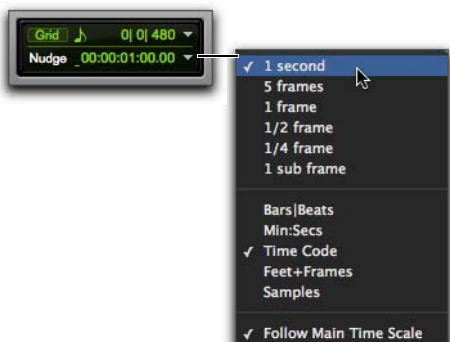 Grid 0| 0| 480
Nudge 00:00:01:00.00
✓ 1 second
5 frames
1 frame
1/2 frame
1/4 frame
1 sub frame
Bars|Beats
Min:Secs
✓ Time Code
Feet+Frames
Samples
✓ Follow Main Time Scale